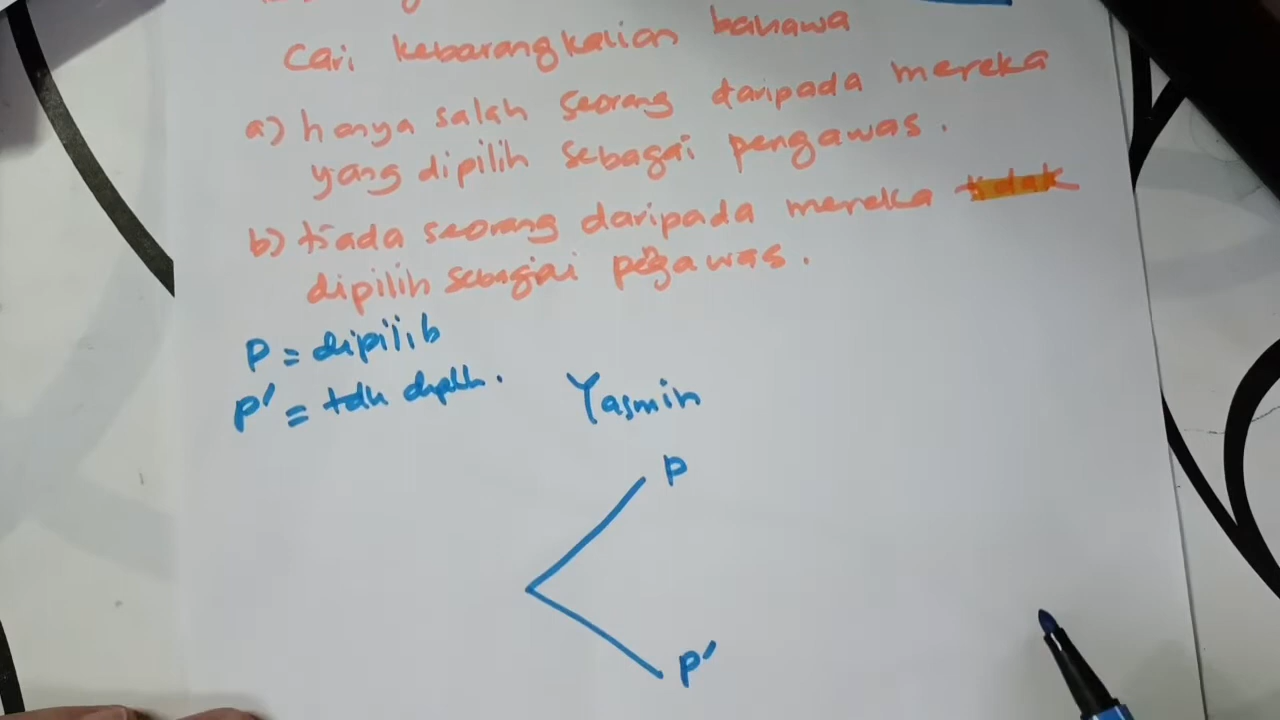 Cari kebarangkalian bahawa
a) hanya salah seorang daripada mereka
yang dipilih sebagai pengawas.
b) tiada seorang daripada mereka
dipilih sebagai pegawas.
P = dipilih
P' = tdk dipilih.
Yasmin
P
P'